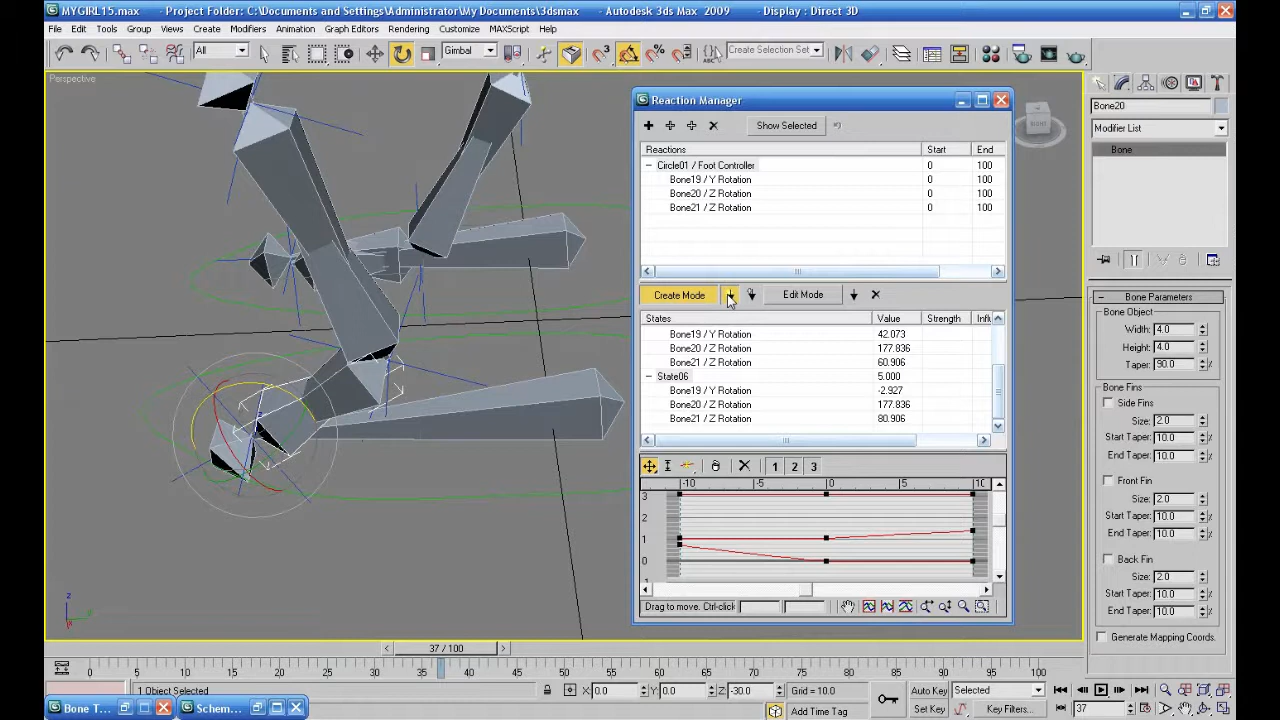 MYGIRL15.max - Project Folder: C:\Documents and Settings\Administrator\My Documents\3dsmax - Autodesk 3ds Max 2009 - Display : Direct 3D
File Edit Tools Group Views Create Modifiers Animation Graph Editors Rendering Customize MAXScript Help
All Gimbal Create Selection Set
Perspective
Reaction Manager
Show Selected
Reactions Start End
Circle01 / Foot Controller 0 100
Bone19 / Y Rotation 0 100
Bone20 / Z Rotation 0 100
Bone21 / Z Rotation 0 100
Create Mode Edit Mode
States Value Strength Influ
Bone19 / Y Rotation 42.073
Bone20 / Z Rotation 177.836
Bone21 / Z Rotation 60.906
State06 5.000
Bone19 / Y Rotation -2.927
Bone20 / Z Rotation 177.836
Bone21 / Z Rotation 80.906
1 2 3
-10 -5 0 5 10
3
2
1
0
Drag to move. Ctrl-click
Bone20
Modifier List
Bone
Bone Parameters
Bone Object
Width: 4.0
Height: 4.0
Taper: 90.0
Bone Fins
Side Fins
Size: 2.0
Start Taper: 10.0
End Taper: 10.0
Front Fin
Size: 2.0
Start Taper: 10.0
End Taper: 10.0
Back Fin
Size: 2.0
Start Taper: 10.0
End Taper: 10.0
Generate Mapping Coords.
z
37 / 100
0 5 10 15 20 25 30 35 40 45 50 55 60 65 70 75 80 85 90 95 100
1 Object Selected X: 0.0 Y: 0.0 Z: -30.0 Grid = 10.0 Auto Key Selected
Bone T... Schem... Add Time Tag Set Key Key Filters... 37